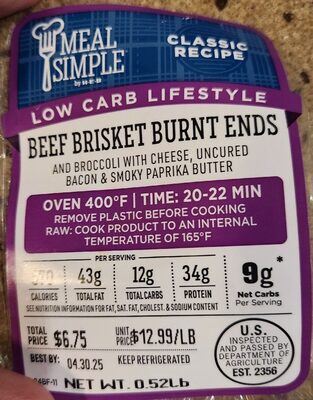 MEAL
SIMPLE
by H-E-B
CLASSIC
RECIPE
LOW CARB LIFESTYLE
BEEF BRISKET BURNT ENDS
AND BROCCOLI WITH CHEESE, UNCURED
BACON & SMOKY PAPRIKA BUTTER
OVEN 400°F | TIME: 20-22 MIN
REMOVE PLASTIC BEFORE COOKING
RAW: COOK PRODUCT TO AN INTERNAL
TEMPERATURE OF 165°F
PER SERVING
43g 12g 34g 9g*
CALORIES TOTAL FAT TOTAL CARBS PROTEIN Net Carbs
Per Serving
SEE NUTRITION INFORMATION FOR FAT, SAT. FAT, CHOLEST. & SODIUM CONTENT
TOTAL PRICE $6.75 UNIT PRICE $12.99/LB
BEST BY: 04.30.25 KEEP REFRIGERATED
NET WT. 0.52Lb
U.S.
INSPECTED
AND PASSED BY
DEPARTMENT OF
AGRICULTURE
EST. 2356